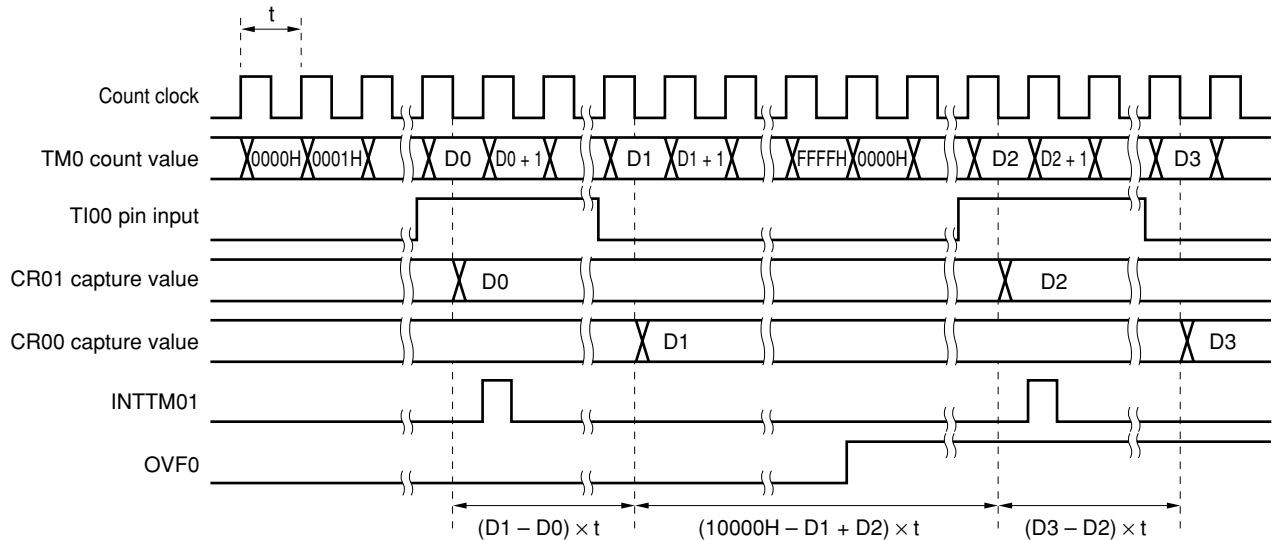 t
Count clock
TM0 count value 0000H 0001H D0 D0 + 1 D1 D1 + 1 FFFFH 0000H D2 D2 + 1 D3
TI00 pin input
CR01 capture value D0 D2
CR00 capture value D1 D3
INTTM01
OVF0
(D1 – D0) × t (10000H – D1 + D2) × t (D3 – D2) × t